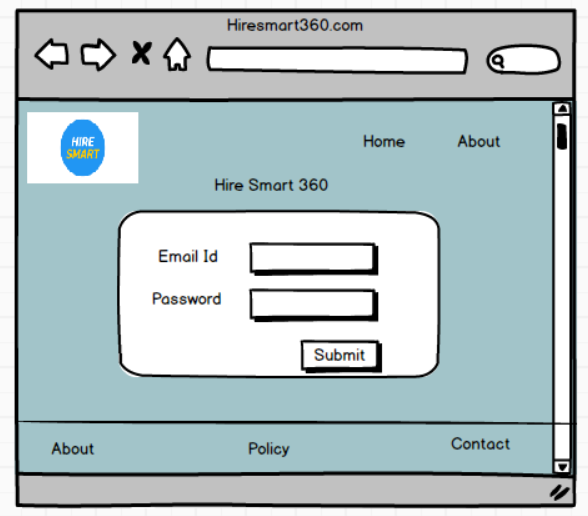 Hiresmart360.com
HIRE
SMART
Home About
Hire Smart 360
Email Id
Password
Submit
About Policy Contact